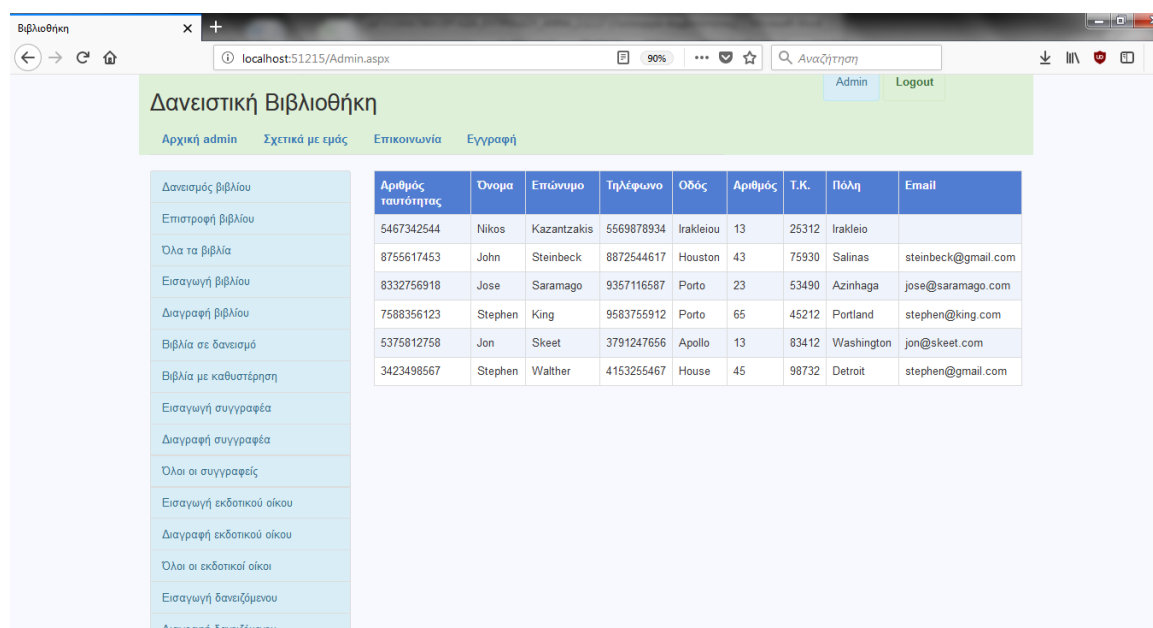 Βιβλιοθήκη
localhost:51215/Admin.aspx
90%
Αναζήτηση
Admin Logout
Δανειστική Βιβλιοθήκη
Αρχική admin Σχετικά με εμάς Επικοινωνία Εγγραφή
Δανεισμός βιβλίου
Επιστροφή βιβλίου
Όλα τα βιβλία
Εισαγωγή βιβλίου
Διαγραφή βιβλίου
Βιβλία σε δανεισμό
Βιβλία με καθυστέρηση
Εισαγωγή συγγραφέα
Διαγραφή συγγραφέα
Όλοι οι συγγραφείς
Εισαγωγή εκδοτικού οίκου
Διαγραφή εκδοτικού οίκου
Όλοι οι εκδοτικοί οίκοι
Εισαγωγή δανειζόμενου
Αριθμός ταυτότητας Όνομα Επώνυμο Τηλέφωνο Οδός Αριθμός Τ.Κ. Πόλη Email
5467342544 Nikos Kazantzakis 5569878934 Irakleiou 13 25312 Irakleio
8755617453 John Steinbeck 8872544617 Houston 43 75930 Salinas steinbeck@gmail.com
8332756918 Jose Saramago 9357116587 Porto 23 53490 Azinhaga jose@saramago.com
7588356123 Stephen King 9583755912 Porto 65 45212 Portland stephen@king.com
5375812758 Jon Skeet 3791247656 Apollo 13 83412 Washington jon@skeet.com
3423498567 Stephen Walther 4153255467 House 45 98732 Detroit stephen@gmail.com